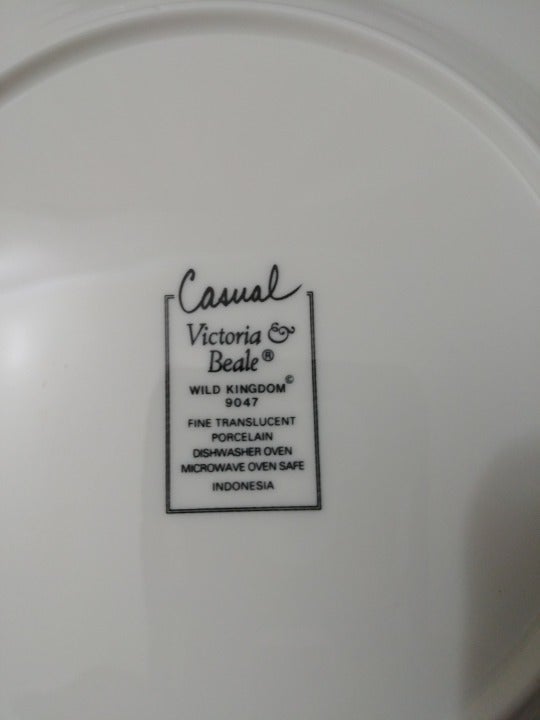 Casual
Victoria &
Beale®
WILD KINGDOM©
9047
FINE TRANSLUCENT
PORCELAIN
DISHWASHER OVEN
MICROWAVE OVEN SAFE
INDONESIA